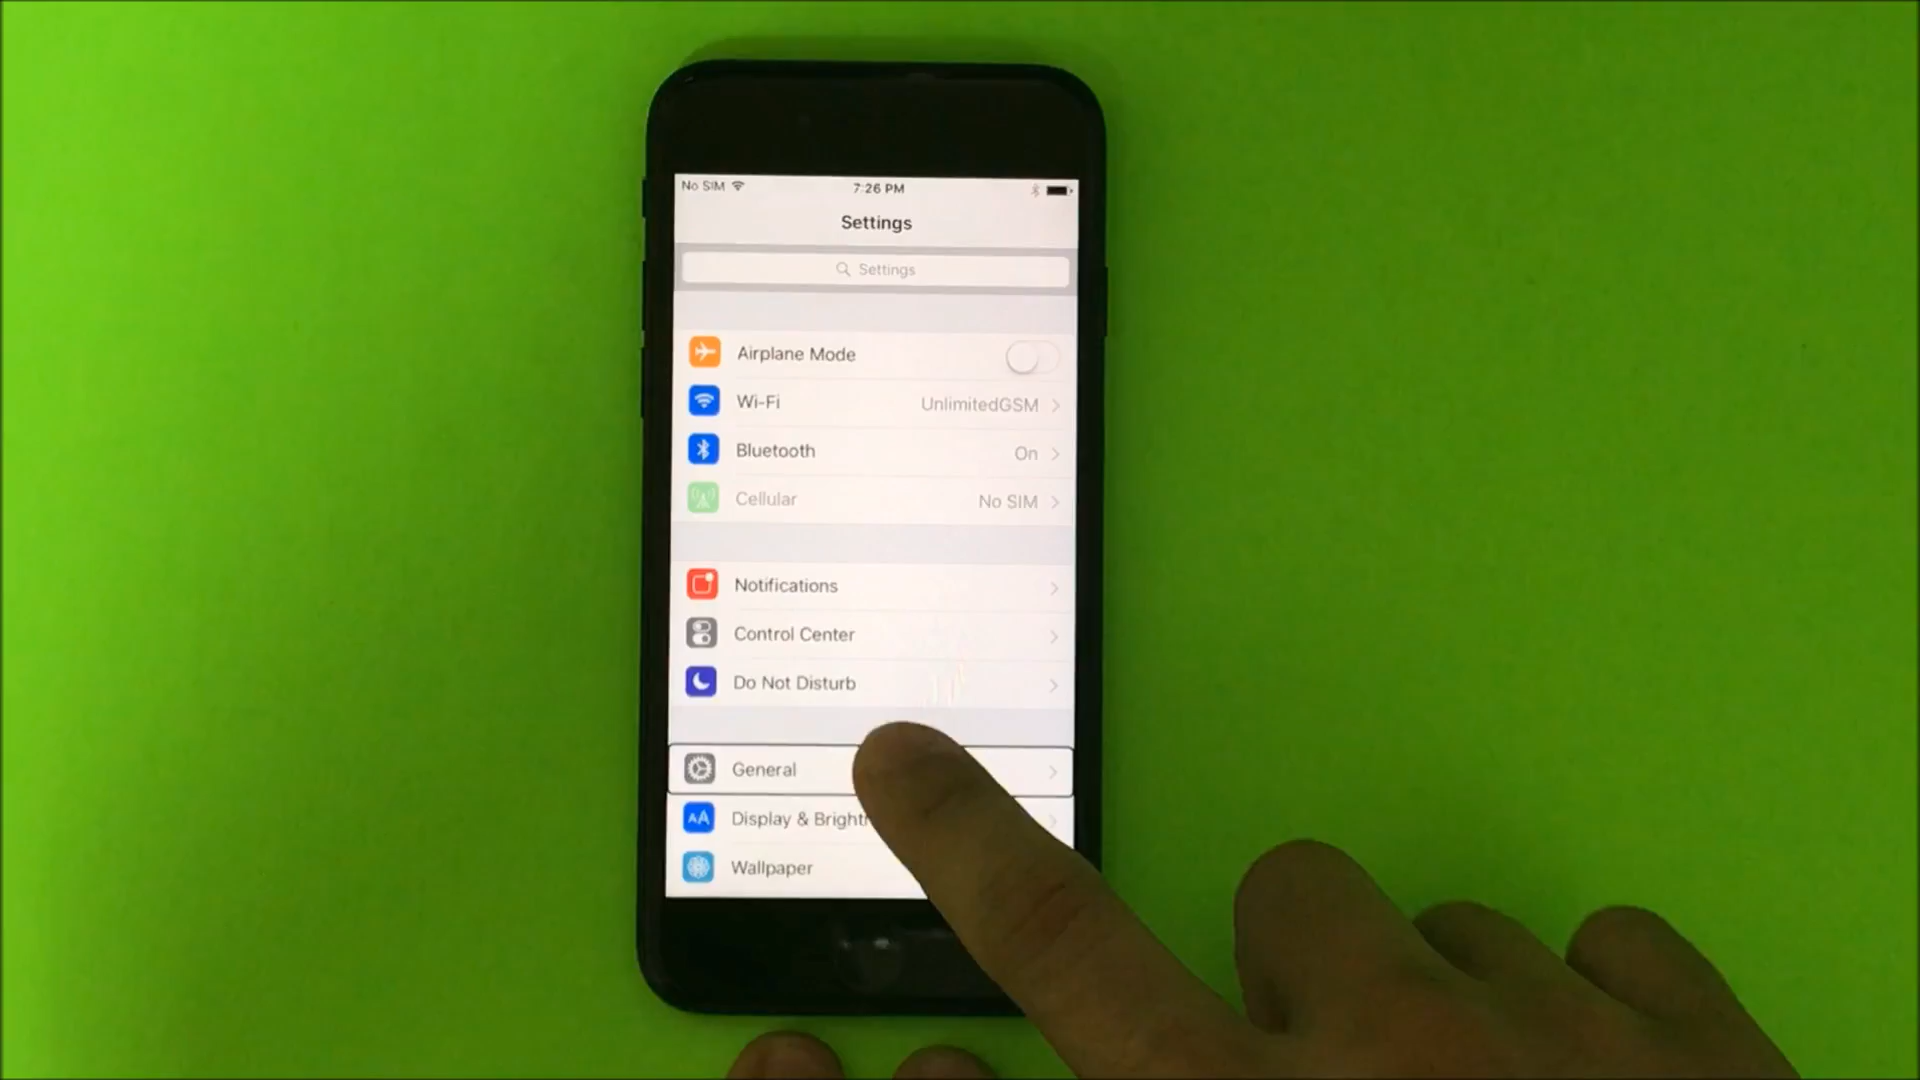 No SIM 7:26 PM
Settings
Settings
Airplane Mode
Wi-Fi UnlimitedGSM
Bluetooth On
Cellular No SIM
Notifications
Control Center
Do Not Disturb
General
AA Display & Bright
Wallpaper